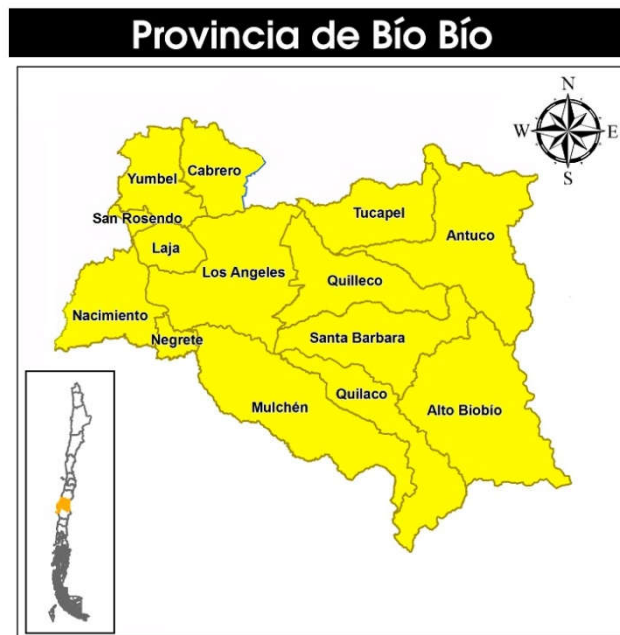 Provincia de Bío Bío
N
W
E
S
Cabrero
Yumbel
San Rosendo
Tucapel
Antuco
Laja
Los Angeles
Quilleco
Nacimiento
Negrete
Santa Barbara
Quilaco
Mulchén
Alto Biobío